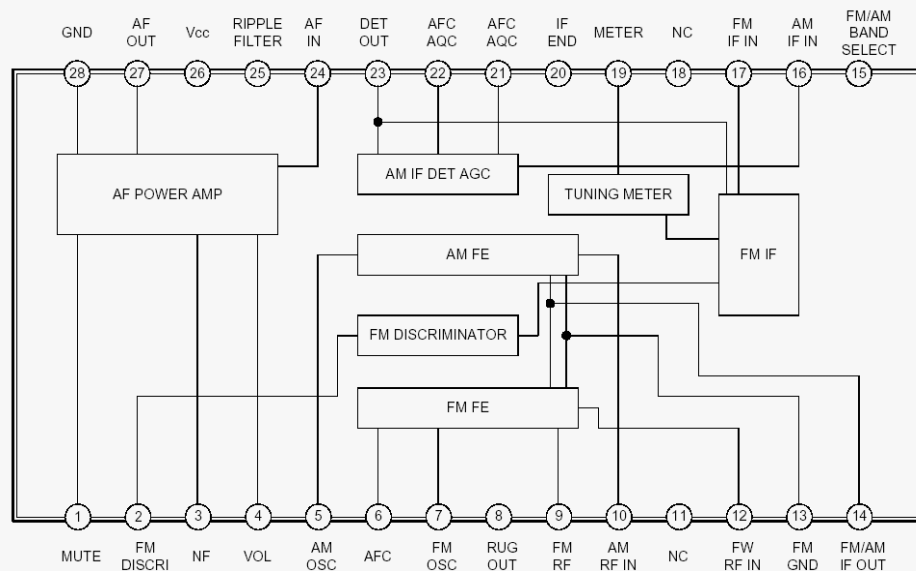 GND
AF
OUT
Vcc
RIPPLE
FILTER
AF
IN
DET
OUT
AFC
AQC
AFC
AQC
IF
END
METER
NC
FM
IF IN
AM
IF IN
FM/AM
BAND
SELECT
28 27 26 25 24 23 22 21 20 19 18 17 16 15
AF POWER AMP
AM IF DET AGC
TUNING METER
AM FE
FM IF
FM DISCRIMINATOR
FM FE
1 2 3 4 5 6 7 8 9 10 11 12 13 14
MUTE
FM
DISCRI
NF
VOL
AM
OSC
AFC
FM
OSC
RUG
OUT
FM
RF
AM
RF IN
NC
FW
RF IN
FM
GND
FM/AM
IF OUT